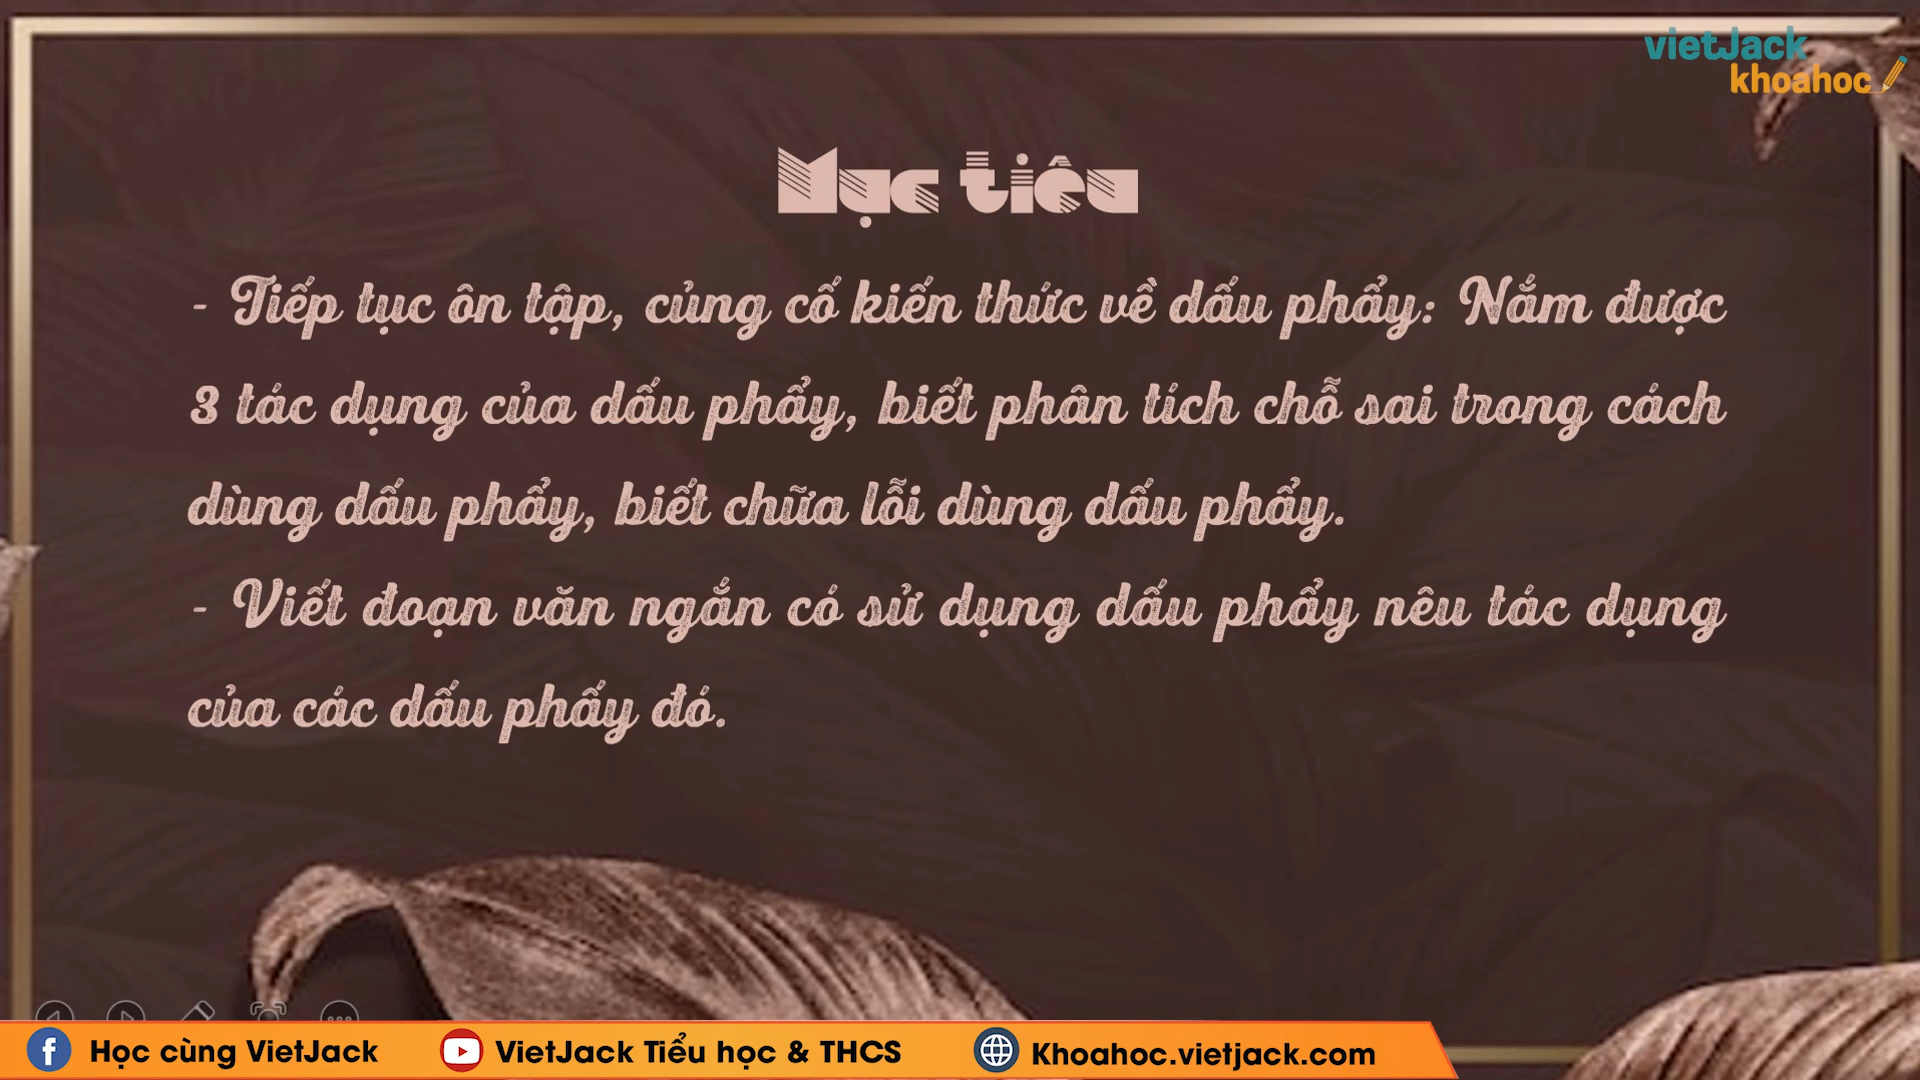 vietJack
khoahoc
Mục tiêu
- Tiếp tục ôn tập, củng cố kiến thức về dấu phẩy: Nắm được
3 tác dụng của dấu phẩy, biết phân tích chỗ sai trong cách
dùng dấu phẩy, biết chữa lỗi dùng dấu phẩy.
- Viết đoạn văn ngắn có sử dụng dấu phẩy nêu tác dụng
của các dấu phấy đó.
Học cùng VietJack
VietJack Tiểu học & THCS
Khoahoc.vietjack.com